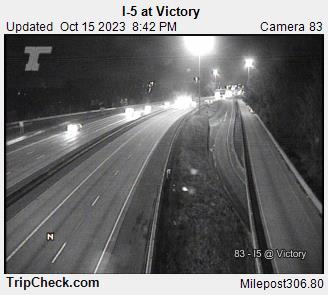 I-5 at Victory
Updated Oct 15 2023 8:42 PM Camera 83
T
N
83 - I5 @ Victory
TripCheck.com Milepost306.80